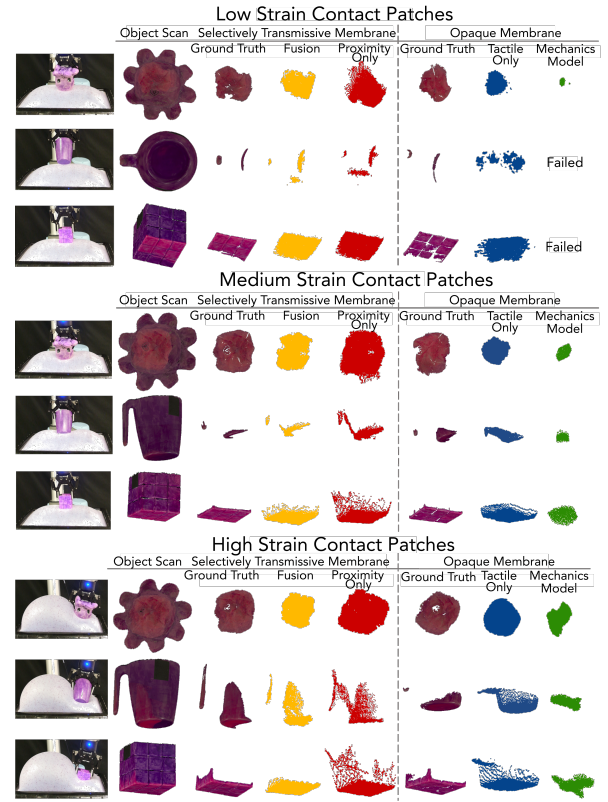 Low Strain Contact Patches
Object Scan Selectively Transmissive Membrane Opaque Membrane
Ground Truth Fusion Proximity Only Ground Truth Tactile Only Mechanics Model
Failed
Failed
Medium Strain Contact Patches
Object Scan Selectively Transmissive Membrane Opaque Membrane
Ground Truth Fusion Proximity Only Ground Truth Tactile Only Mechanics Model
High Strain Contact Patches
Object Scan Selectively Transmissive Membrane Opaque Membrane
Ground Truth Fusion Proximity Only Ground Truth Tactile Only Mechanics Model